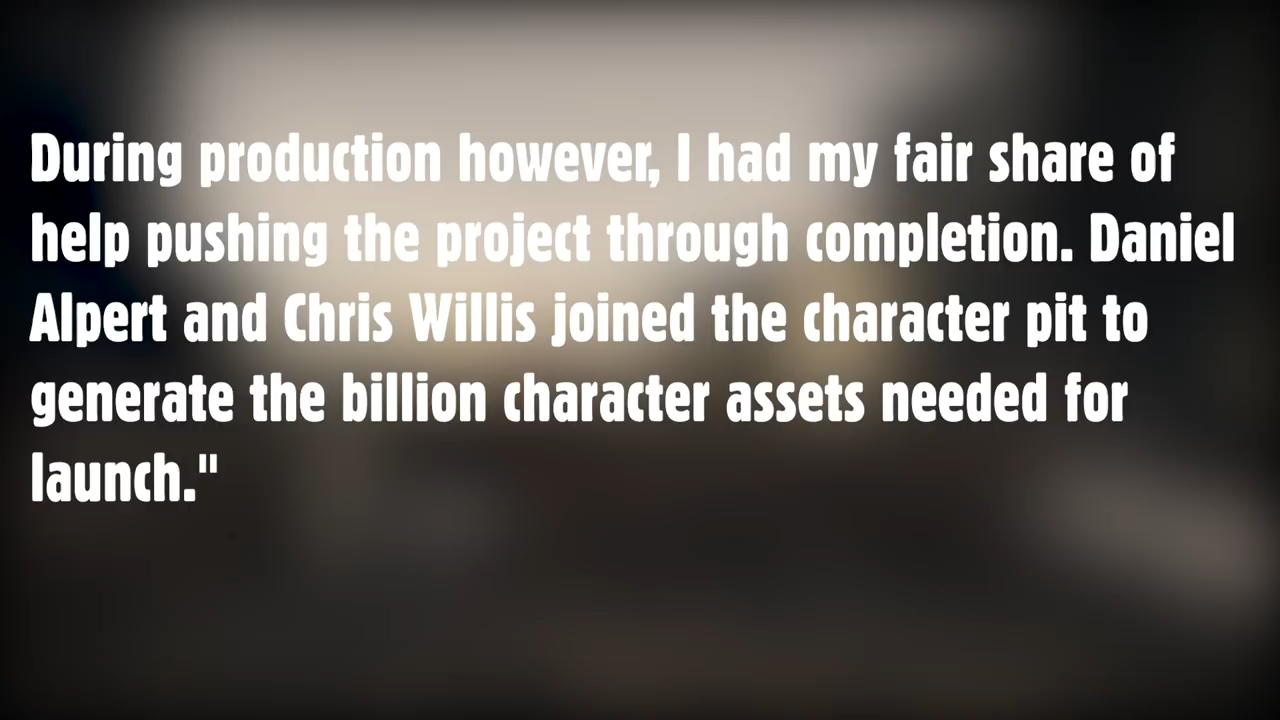 During production however, I had my fair share of
help pushing the project through completion. Daniel
Alpert and Chris Willis joined the character pit to
generate the billion character assets needed for
launch."